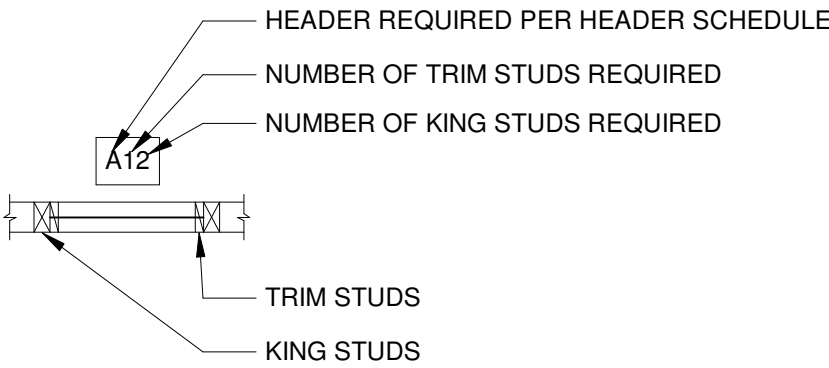 HEADER REQUIRED PER HEADER SCHEDULE
NUMBER OF TRIM STUDS REQUIRED
NUMBER OF KING STUDS REQUIRED
A12
TRIM STUDS
KING STUDS